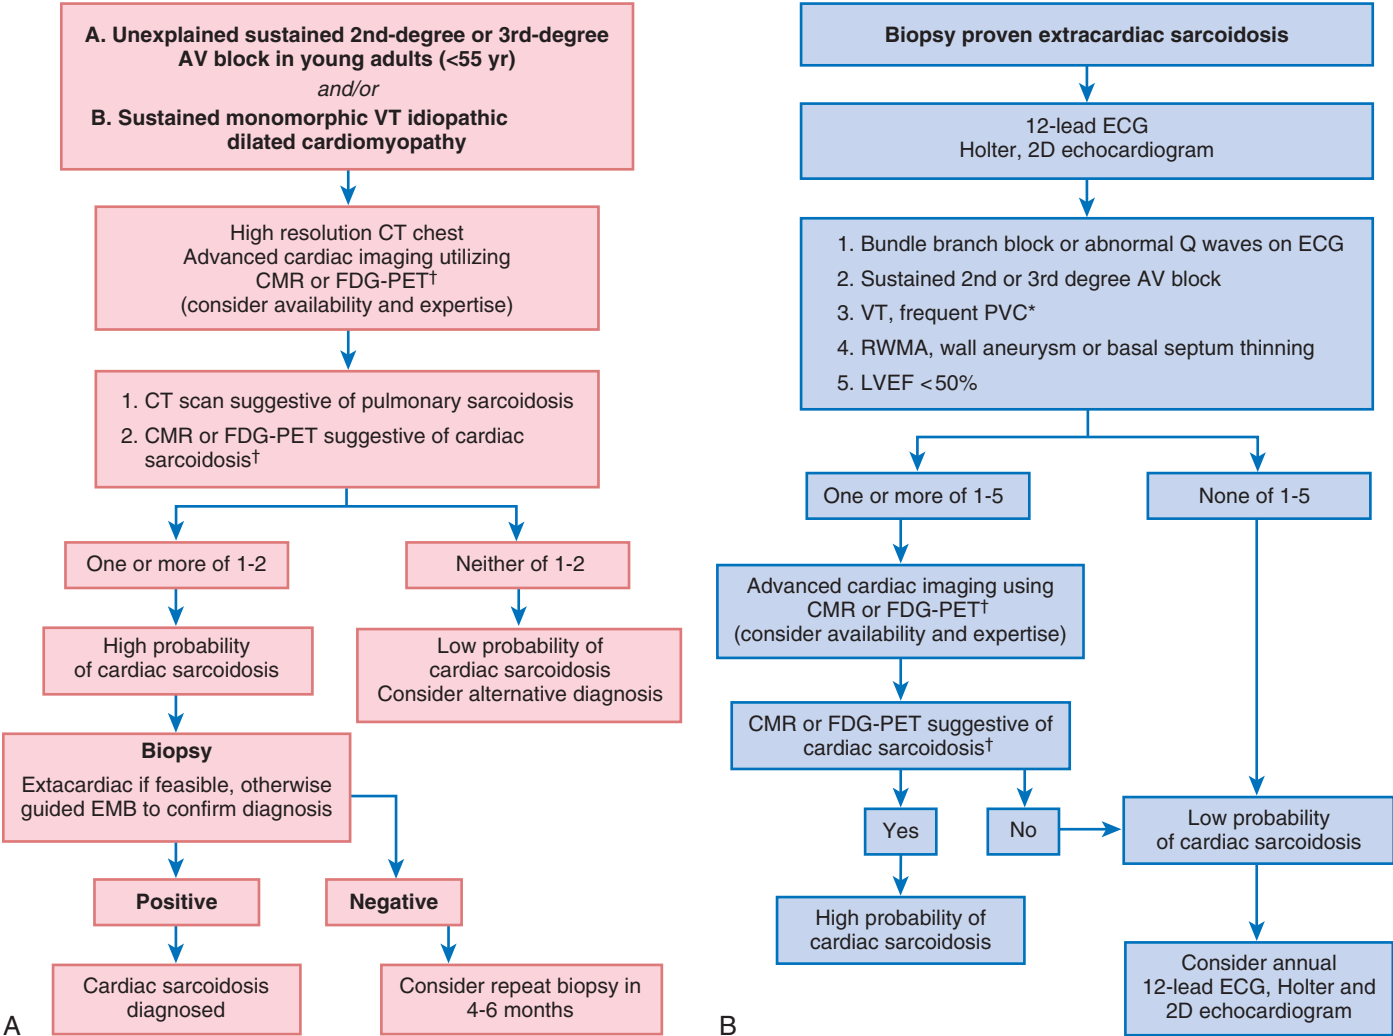 A. Unexplained sustained 2nd-degree or 3rd-degree
AV block in young adults (<55 yr)
and/or
B. Sustained monomorphic VT idiopathic
dilated cardiomyopathy
High resolution CT chest
Advanced cardiac imaging utilizing
CMR or FDG-PET†
(consider availability and expertise)
1. CT scan suggestive of pulmonary sarcoidosis
2. CMR or FDG-PET suggestive of cardiac
sarcoidosis†
One or more of 1-2
Neither of 1-2
High probability
of cardiac sarcoidosis
Low probability of
cardiac sarcoidosis
Consider alternative diagnosis
Biopsy
Extacardiac if feasible, otherwise
guided EMB to confirm diagnosis
Positive
Negative
Cardiac sarcoidosis
diagnosed
Consider repeat biopsy in
4-6 months
A
Biopsy proven extracardiac sarcoidosis
12-lead ECG
Holter, 2D echocardiogram
1. Bundle branch block or abnormal Q waves on ECG
2. Sustained 2nd or 3rd degree AV block
3. VT, frequent PVC*
4. RWMA, wall aneurysm or basal septum thinning
5. LVEF <50%
One or more of 1-5
None of 1-5
Advanced cardiac imaging using
CMR or FDG-PET†
(consider availability and expertise)
CMR or FDG-PET suggestive of
cardiac sarcoidosis†
Yes
No
Low probability
of cardiac sarcoidosis
High probability of
cardiac sarcoidosis
Consider annual
12-lead ECG, Holter and
2D echocardiogram
B